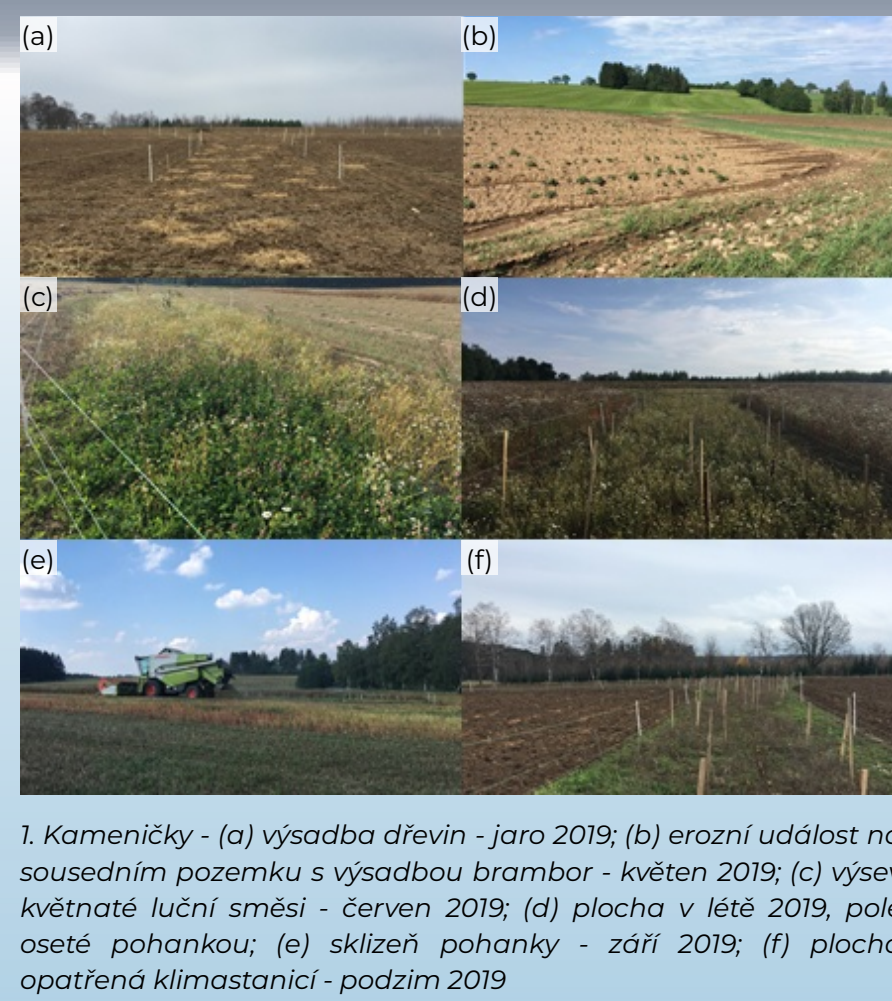 (a)
(b)
(c)
(d)
(e)
(f)
1. Kameničky - (a) výsadba dřevin - jaro 2019; (b) erozní událost na
sousedním pozemku s výsadbou brambor - květen 2019; (c) výsev
květnaté luční směsi - červen 2019; (d) plocha v létě 2019, pole
oseté pohankou; (e) sklizeň pohanky - září 2019; (f) plocha
opatřená klimastanicí - podzim 2019